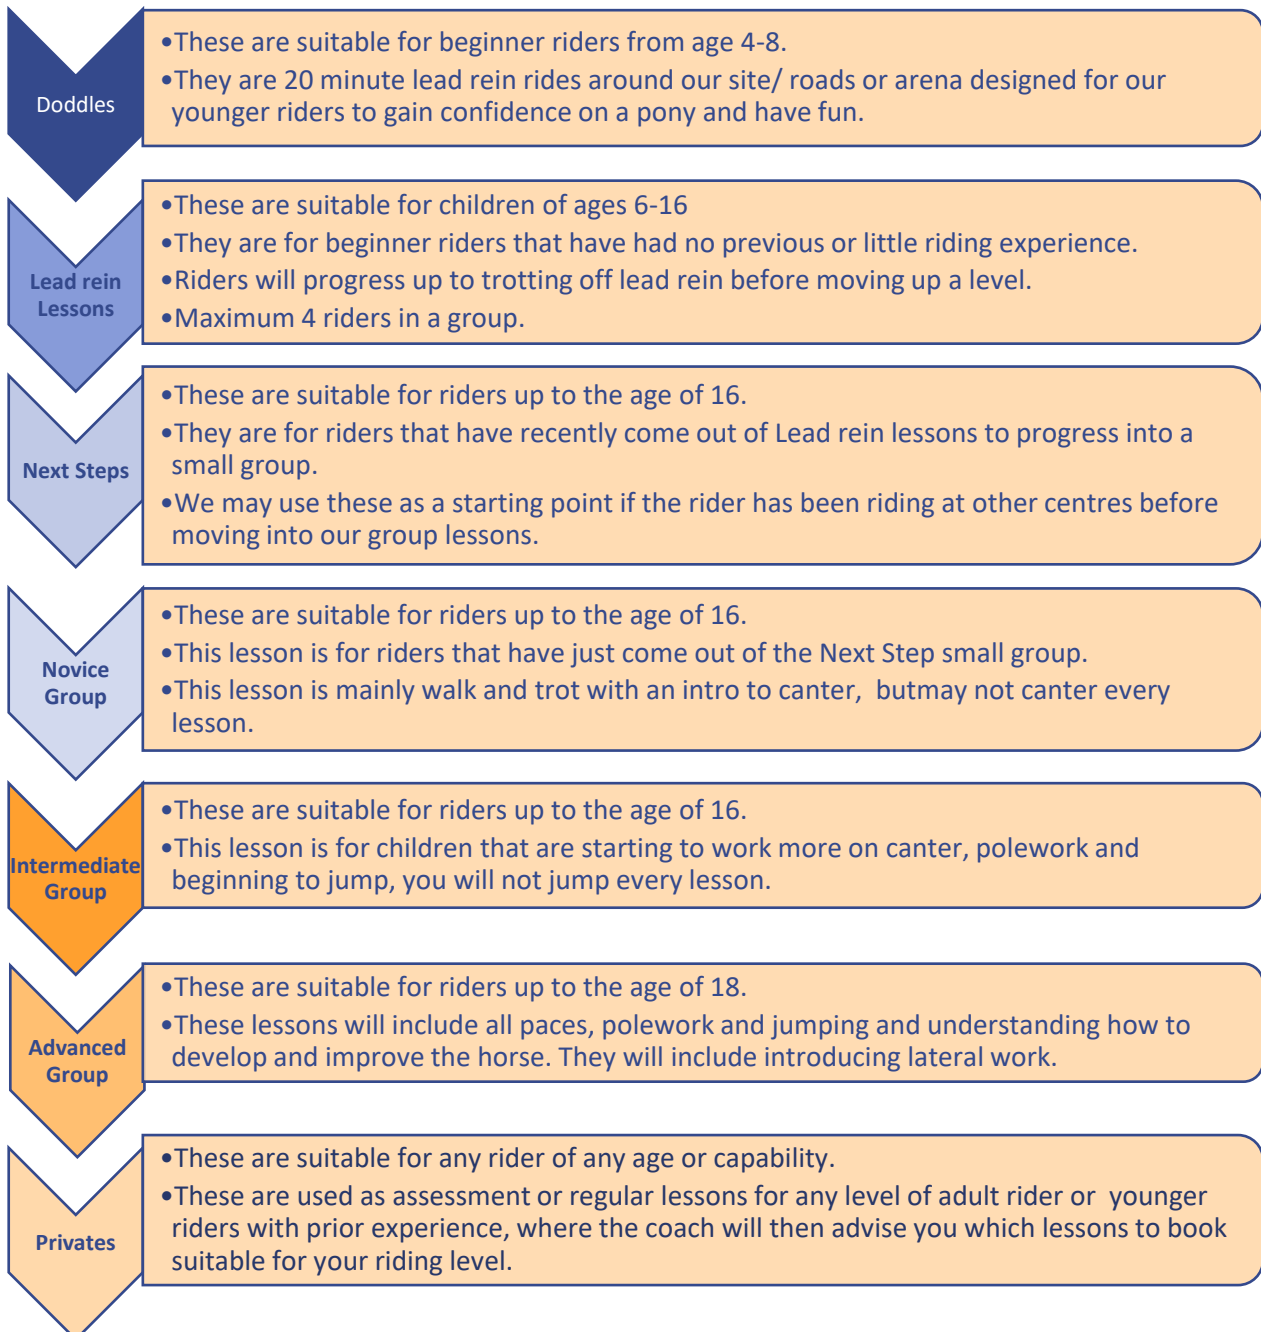 Doddles
•These are suitable for beginner riders from age 4-8.
•They are 20 minute lead rein rides around our site/ roads or arena designed for our
younger riders to gain confidence on a pony and have fun.
Lead rein
Lessons
•These are suitable for children of ages 6-16
•They are for beginner riders that have had no previous or little riding experience.
•Riders will progress up to trotting off lead rein before moving up a level.
•Maximum 4 riders in a group.
Next Steps
•These are suitable for riders up to the age of 16.
•They are for riders that have recently come out of Lead rein lessons to progress into a
small group.
•We may use these as a starting point if the rider has been riding at other centres before
moving into our group lessons.
Novice
Group
•These are suitable for riders up to the age of 16.
•This lesson is for riders that have just come out of the Next Step small group.
•This lesson is mainly walk and trot with an intro to canter,  butmay not canter every
lesson.
Intermediate
Group
•These are suitable for riders up to the age of 16.
•This lesson is for children that are starting to work more on canter, polework and
beginning to jump, you will not jump every lesson.
Advanced
Group
•These are suitable for riders up to the age of 18.
•These lessons will include all paces, polework and jumping and understanding how to
develop and improve the horse. They will include introducing lateral work.
Privates
•These are suitable for any rider of any age or capability.
•These are used as assessment or regular lessons for any level of adult rider or  younger
riders with prior experience, where the coach will then advise you which lessons to book
suitable for your riding level.